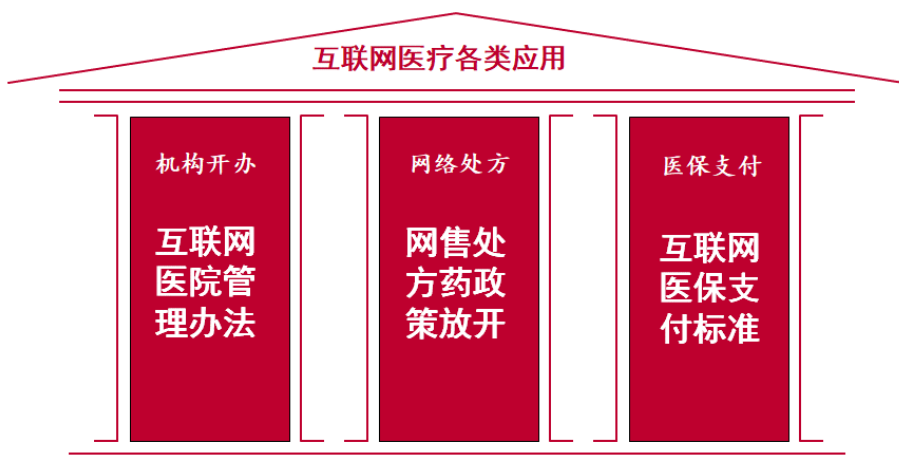 互联网医疗各类应用
机构开办
互联网
医院管
理办法
网络处方
网售处
方药政
策放开
医保支付
互联网
医保支
付标准